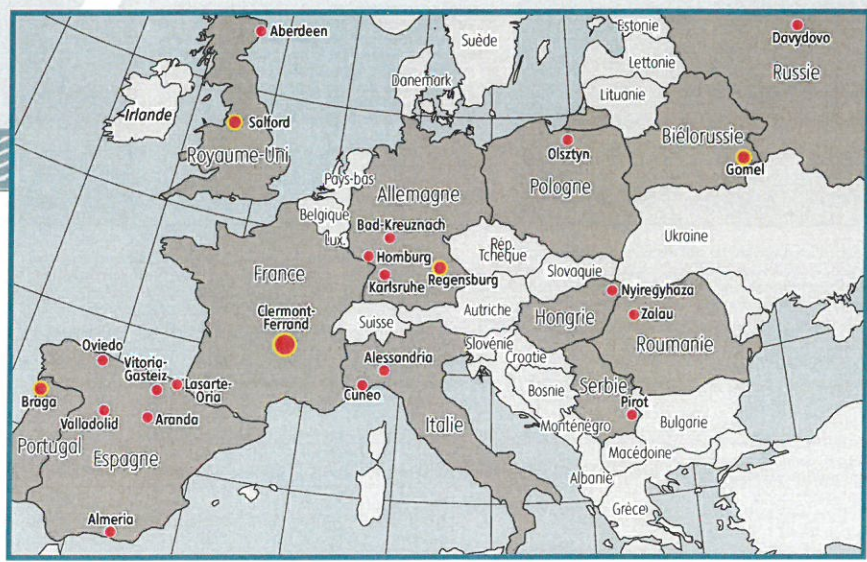 Aberdeen
Suède
Estonie
Davydovo
Lettonie
Russie
Danemark
Lituanie
Irlande
Salford
Royaume-Uni
Olsztyn
Biélorussie
Gomel
Pays-bas
Allemagne
Pologne
Belgique
Bad-Kreuznach
Lux.
Ukraine
Rép.
Tchèque
Homburg
France
Karlsruhe
Regensburg
Slovaquie
Nyiregyhaza
Clermont-
Ferrand
Suisse
Autriche
Hongrie
Zalau
Roumanie
Oviedo
Slovénie
Croatie
Vitoria-
Gasteiz
Alessandria
Lasarte-
Oria
Cuneo
Bosnie
Serbie
Braga
Valladolid
Aranda
Italie
Pirot
Monténégro
Bulgarie
Portugal
Espagne
Macédoine
Albanie
Almeria
Grèce